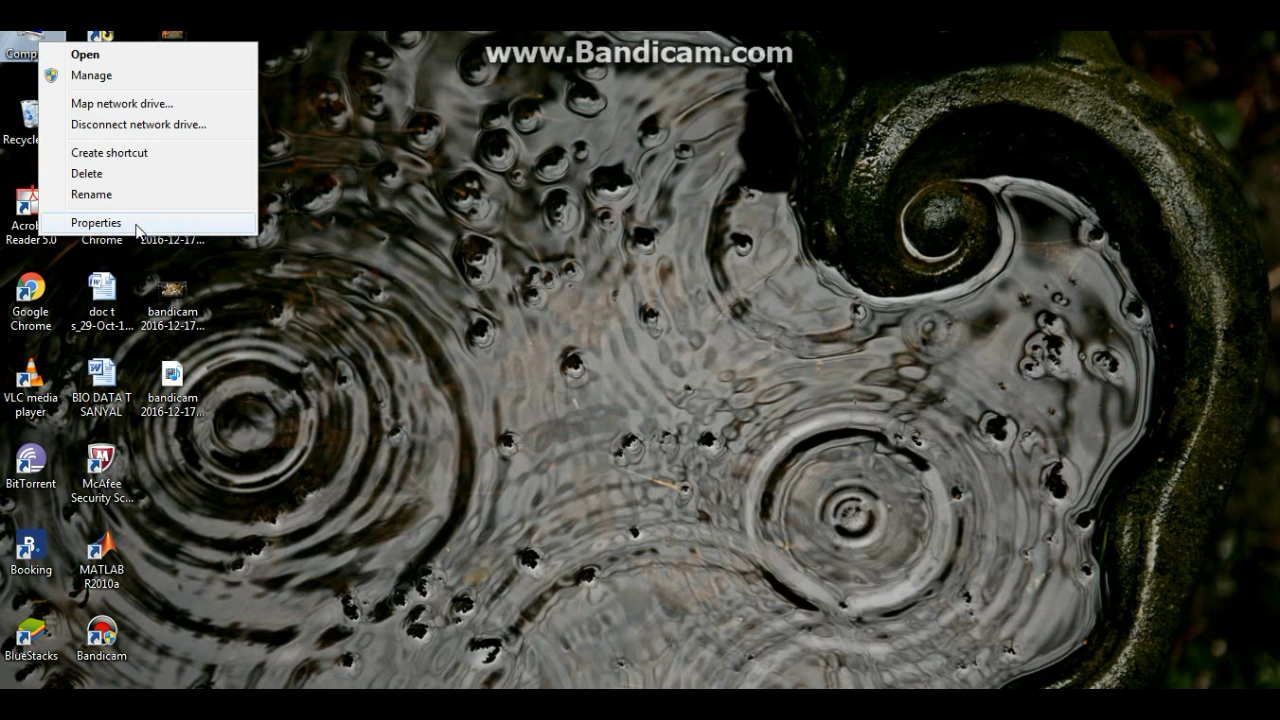 www.Bandicam.com
Comp
Open
Manage
Map network drive...
Disconnect network drive...
Create shortcut
Delete
Rename
Properties
Recycle
Acrob
Reader 5.0
Chrome
2016-12-17...
Google
Chrome
doc t
s_29-Oct-1...
bandicam
2016-12-17...
VLC media
player
BIO DATA T
SANYAL
bandicam
2016-12-17...
BitTorrent
McAfee
Security Sc...
Booking
MATLAB
R2010a
BlueStacks
Bandicam